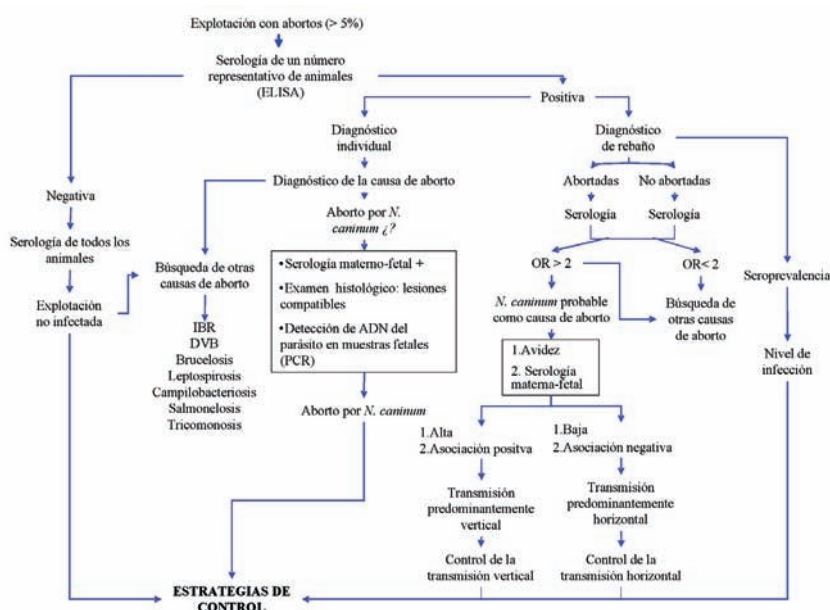 Explotación con abortos (> 5%)
Serología de un número
representativo de animales
(ELISA)
Positiva
Diagnóstico
individual
Diagnóstico
de rebaño
Diagnóstico de la causa de aborto
Negativa
Abortadas
No abortadas
Aborto por N.
caninum ¿?
Serología
Serología
Serología de todos los
animales
Búsqueda de otras
causas de aborto
•Serología materno-fetal +
•Examen histológico: lesiones
compatibles
•Detección de ADN del
parásito en muestras fetales
(PCR)
OR > 2
OR< 2
Seroprevalencia
Explotación
no infectada
N. caninum probable
como causa de aborto
Búsqueda de
otras causas
de aborto
IBR
DVB
Brucelosis
Leptospirosis
Campilobacteriosis
Salmonelosis
Tricomonosis
1.Avidez
2. Serología
materna-fetal
Nivel de
infección
Aborto por N. caninum
1.Alta
2.Asociación positva
1.Baja
2.Asociación negativa
Transmisión
predominantemente
vertical
Transmisión
predominantemente
horizontal
Control de la
transmisión vertical
Control de la
transmisión horizontal
ESTRATEGIAS DE
CONTROL